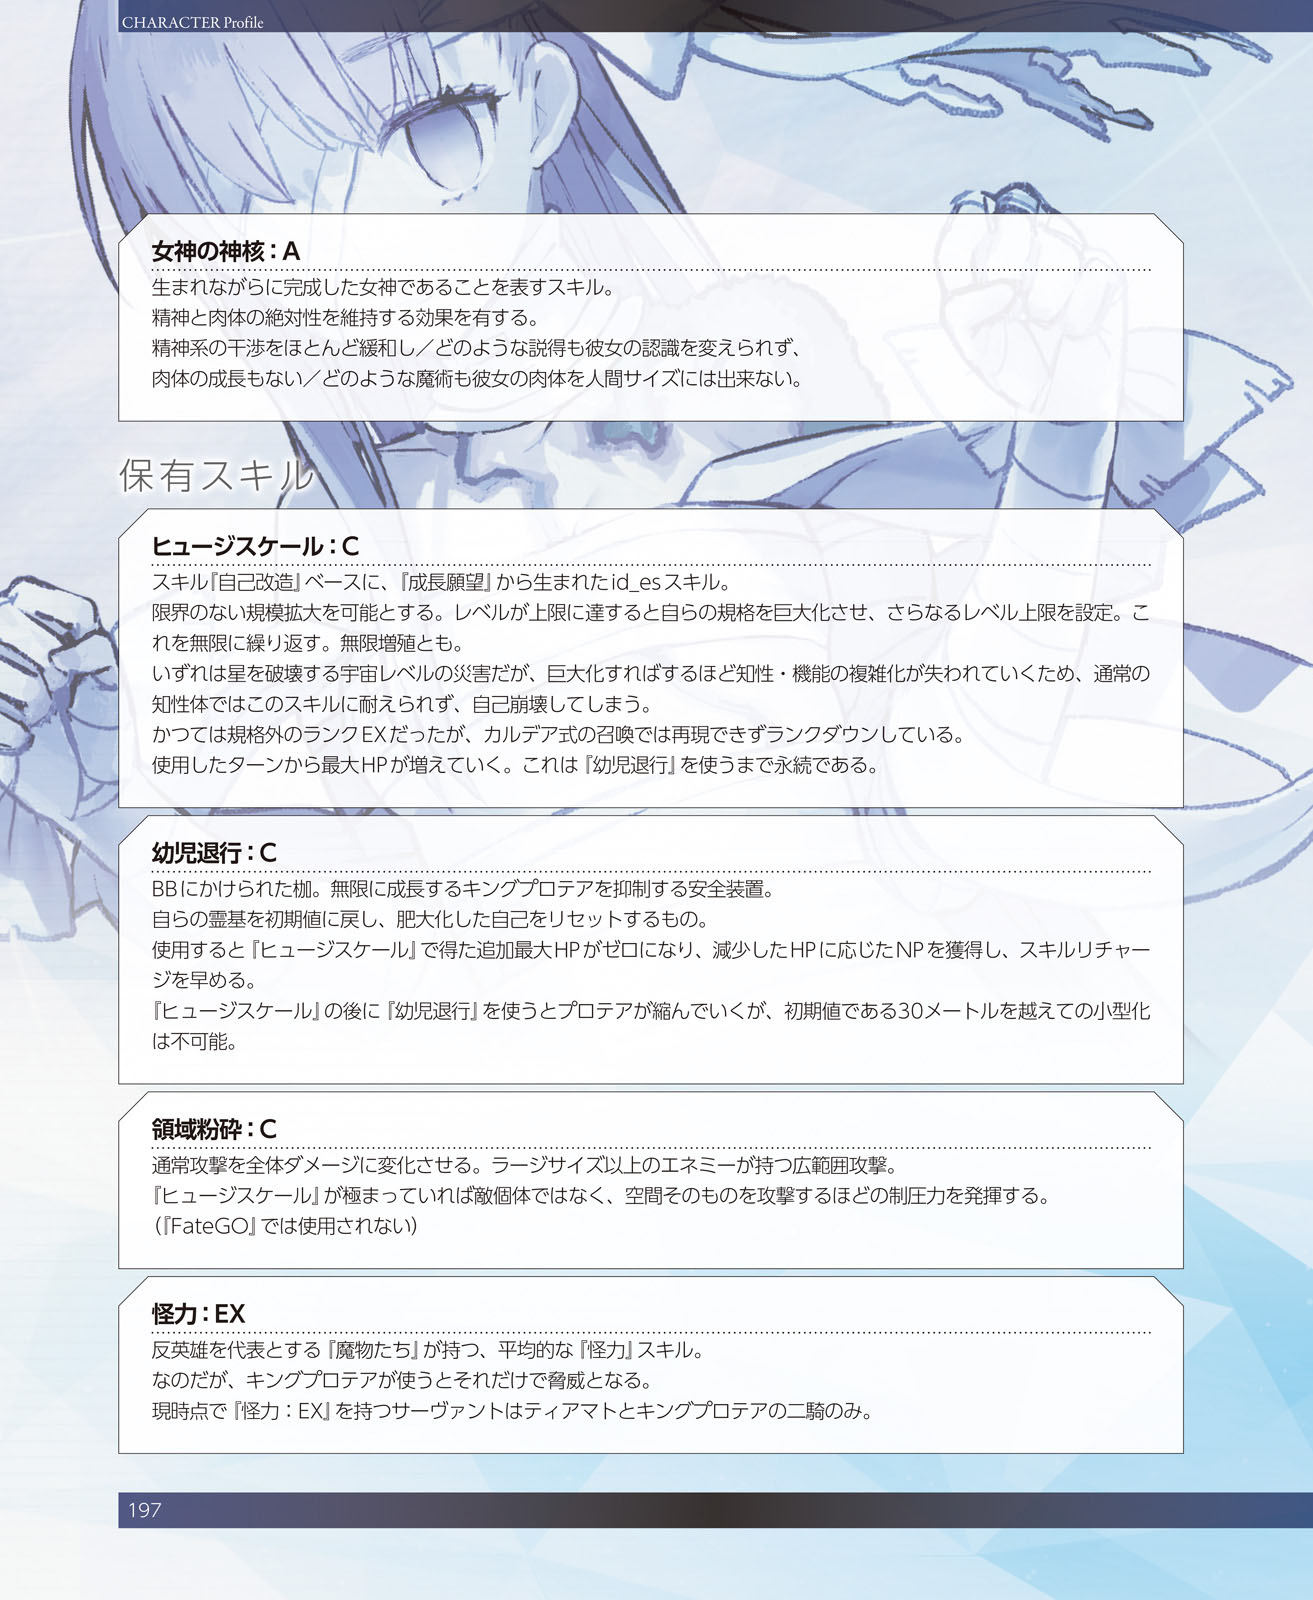 CHARACTER Profile
女神の神核：A
生まれながらに完成した女神であることを表すスキル。
精神と肉体の絶対性を維持する効果を有する。
精神系の干渉をほとんど緩和し／どのような説得も彼女の認識を変えられず、
肉体の成長もない／どのような魔術も彼女の肉体を人間サイズには出来ない。
保有スキル
ヒュージスケール：C
スキル『自己改造』ベースに、『成長願望』から生まれたid_esスキル。
限界のない規模拡大を可能とする。レベルが上限に達すると自らの規格を巨大化させ、さらなるレベル上限を設定。こ
れを無限に繰り返す。無限増殖とも。
いずれは星を破壊する宇宙レベルの災害だが、巨大化すればするほど知性・機能の複雑化が失われていくため、通常の
知性体ではこのスキルに耐えられず、自己崩壊してしまう。
かつては規格外のランクEXだったが、カルデア式の召喚では再現できずランクダウンしている。
使用したターンから最大HPが増えていく。これは『幼児退行』を使うまで永続である。
幼児退行：C
BBにかけられた枷。無限に成長するキングプロテアを抑制する安全装置。
自らの霊基を初期値に戻し、肥大化した自己をリセットするもの。
使用すると『ヒュージスケール』で得た追加最大HPがゼロになり、減少したHPに応じたNPを獲得し、スキルリチャー
ジを早める。
『ヒュージスケール』の後に『幼児退行』を使うとプロテアが縮んでいくが、初期値である30メートルを越えての小型化
は不可能。
領域粉砕：C
通常攻撃を全体ダメージに変化させる。ラージサイズ以上のエネミーが持つ広範囲攻撃。
『ヒュージスケール』が極まっていれば敵個体ではなく、空間そのものを攻撃するほどの制圧力を発揮する。
（『FateGO』では使用されない）
怪力：EX
反英雄を代表とする『魔物たち』が持つ、平均的な『怪力』スキル。
なのだが、キングプロテアが使うとそれだけで脅威となる。
現時点で『怪力：EX』を持つサーヴァントはティアマトとキングプロテアの二騎のみ。
197